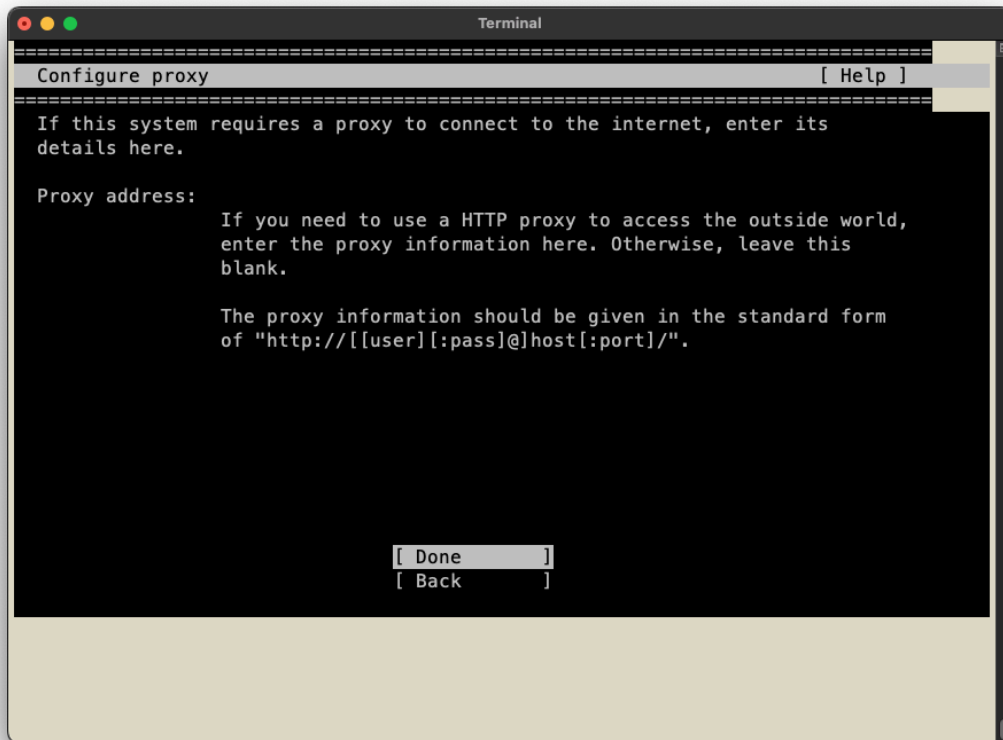 Terminal
================================================================================
Configure proxy [ Help ]
================================================================================
If this system requires a proxy to connect to the internet, enter its
details here.
Proxy address:
If you need to use a HTTP proxy to access the outside world,
enter the proxy information here. Otherwise, leave this
blank.
The proxy information should be given in the standard form
of "http://[[user][:pass]@]host[:port]/".
[ Done ]
[ Back ]